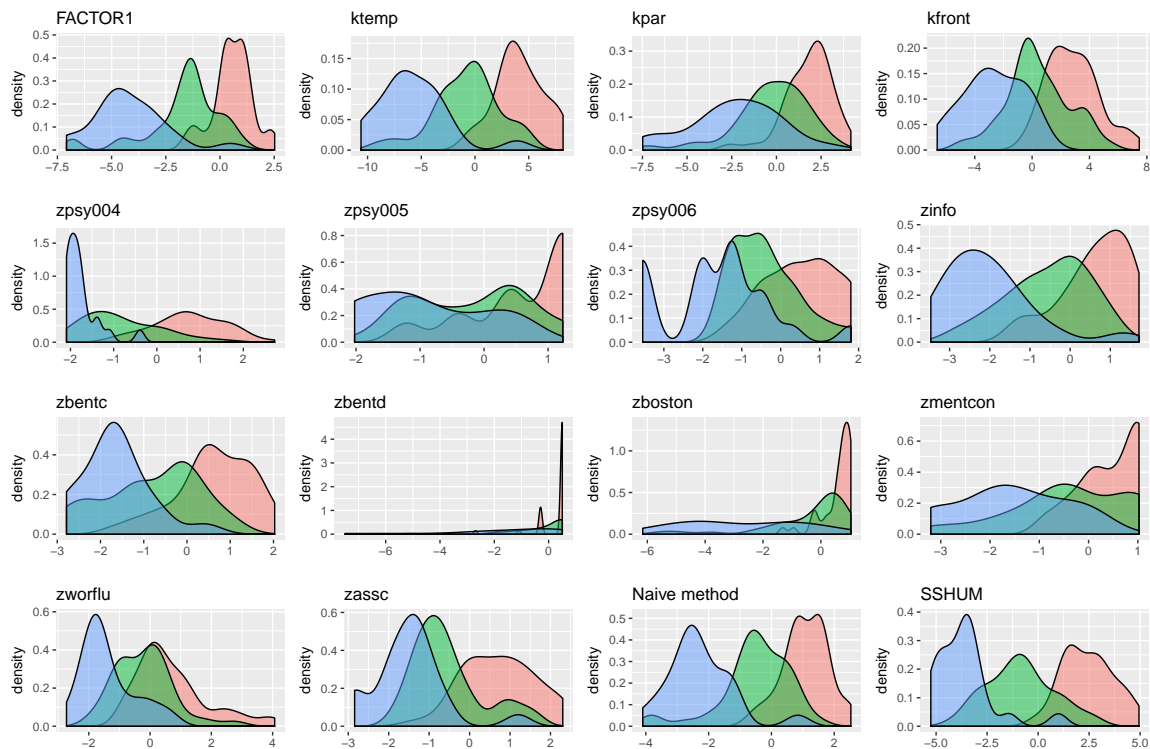 FACTOR1
density
0.5
0.4
0.3
0.2
0.1
0.0
−7.5 −5.0 −2.5 0.0 2.5
ktemp
density
0.15
0.10
0.05
0.00
−10 −5 0 5
kpar
density
0.3
0.2
0.1
0.0
−7.5 −5.0 −2.5 0.0 2.5
kfront
density
0.20
0.15
0.10
0.05
0.00
−4 0 4 8
zpsy004
density
1.5
1.0
0.5
0.0
−2 −1 0 1 2
zpsy005
density
0.8
0.6
0.4
0.2
0.0
−2 −1 0 1
zpsy006
density
0.4
0.3
0.2
0.1
0.0
−3 −2 −1 0 1 2
zinfo
density
0.5
0.4
0.3
0.2
0.1
0.0
−3 −2 −1 0 1
zbentc
density
0.4
0.2
0.0
−3 −2 −1 0 1 2
zbentd
density
4
3
2
1
0
−6 −4 −2 0
zboston
density
1.0
0.5
0.0
−6 −4 −2 0
zmentcon
density
0.6
0.4
0.2
0.0
−3 −2 −1 0 1
zworflu
density
0.6
0.4
0.2
0.0
−2 0 2 4
zassc
density
0.6
0.4
0.2
0.0
−3 −2 −1 0 1 2
Naive method
density
0.5
0.4
0.3
0.2
0.1
0.0
−4 −2 0 2
SSHUM
density
0.4
0.3
0.2
0.1
0.0
−5.0 −2.5 0.0 2.5 5.0